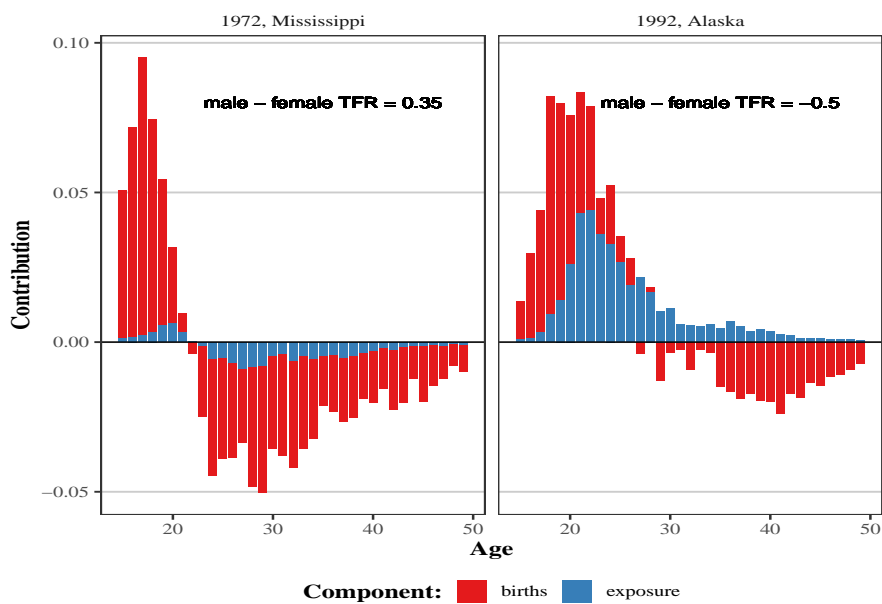 1972, Mississippi
1992, Alaska
0.10
male − female TFR = 0.35
male − female TFR = −0.5
0.05
0.00
−0.05
Contribution
20
30
40
50
20
30
40
50
Age
Component: births exposure